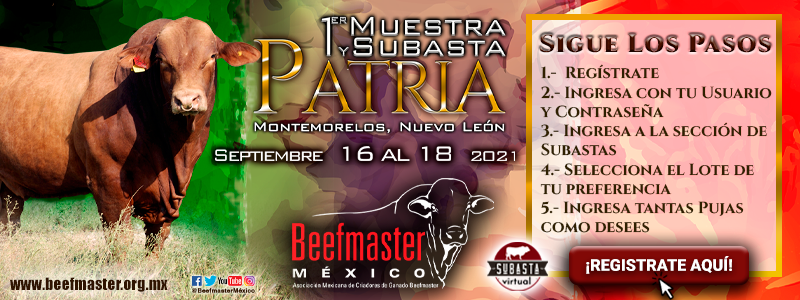 1ER MUESTRA
Y SUBASTA
PATRIA
MONTEMORELOS, NUEVO LEÓN
SEPTIEMBRE 16 AL 18 2021
Beefmaster
MÉXICO
Asociación Mexicana de Criadores de Ganado Beefmaster
SUBASTA
virtual
www.beefmaster.org.mx
You Tube
@BeefmasterMéxico
SIGUE LOS PASOS
1.- REGÍSTRATE
2.- INGRESA CON TU USUARIO
Y CONTRASEÑA
3.- INGRESA A LA SECCIÓN DE
SUBASTAS
4.- SELECCIONA EL LOTE DE
TU PREFERENCIA
5.- INGRESA TANTAS PUJAS
COMO DESEES
¡REGISTRATE AQUÍ!